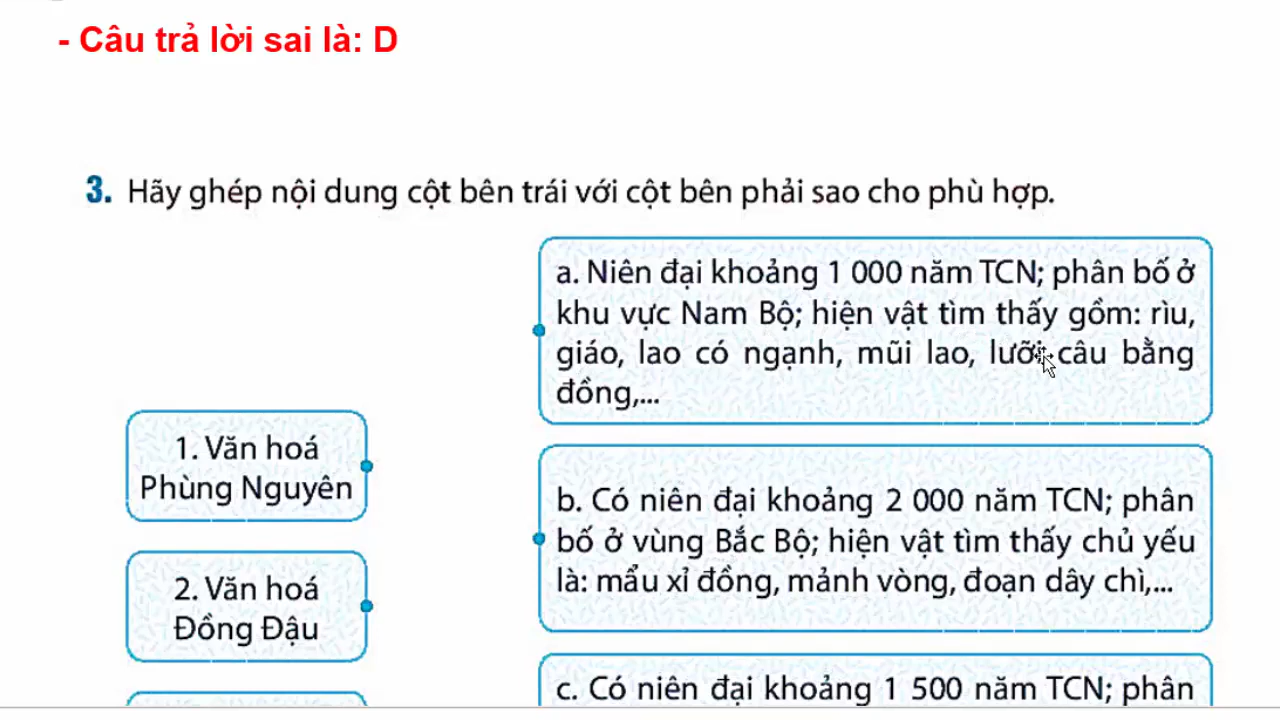 - Câu trả lời sai là: D
3. Hãy ghép nội dung cột bên trái với cột bên phải sao cho phù hợp.
a. Niên đại khoảng 1 000 năm TCN; phân bố ở
khu vực Nam Bộ; hiện vật tìm thấy gồm: rìu,
giáo, lao có ngạnh, mũi lao, lưỡi câu bằng
đồng,...
1. Văn hoá
Phùng Nguyên
b. Có niên đại khoảng 2 000 năm TCN; phân
bố ở vùng Bắc Bộ; hiện vật tìm thấy chủ yếu
là: mẩu xỉ đồng, mảnh vòng, đoạn dây chì,...
2. Văn hoá
Đồng Đậu
c. Có niên đại khoảng 1 500 năm TCN; phân